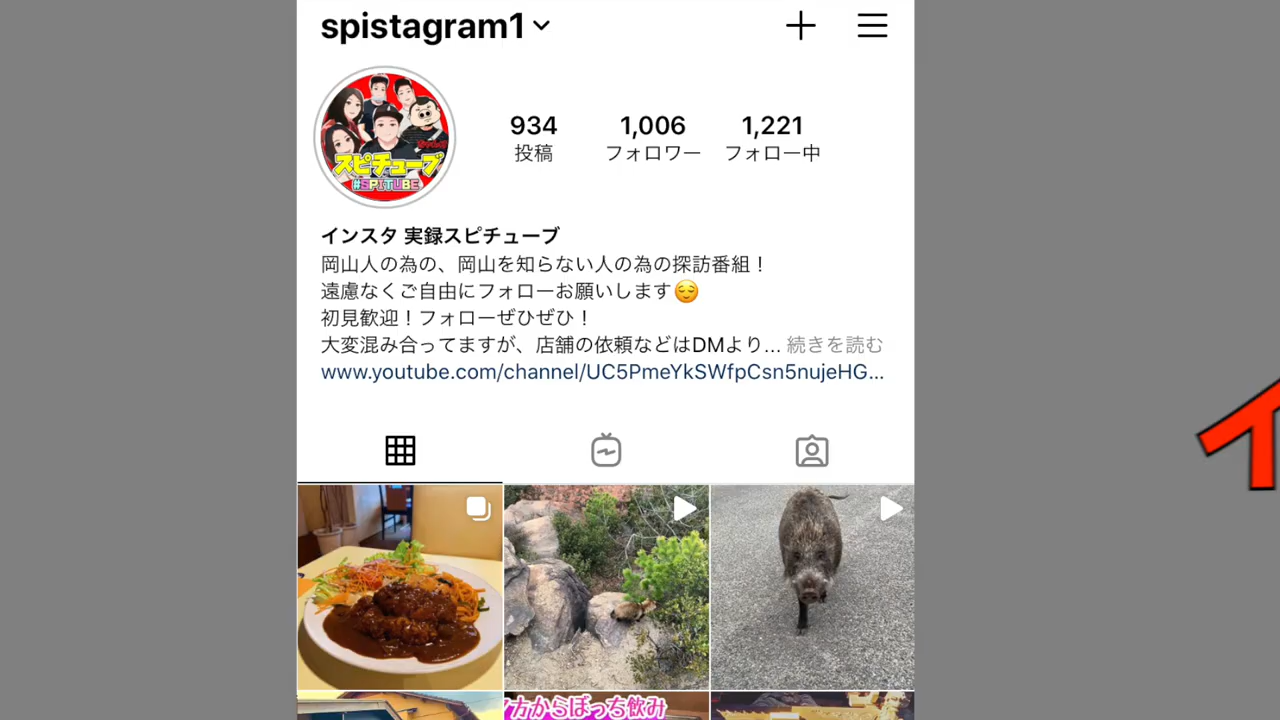 spistagram1
スピチューブ
#SPITUBE
934
投稿
1,006
フォロワー
1,221
フォロー中
インスタ 実録スピチューブ
岡山人の為の、岡山を知らない人の為の探訪番組！
遠慮なくご自由にフォローお願いします😌
初見歓迎！フォローぜひぜひ！
大変混み合ってますが、店舗の依頼などはDMより... 続きを読む
www.youtube.com/channel/UC5PmeYkSWfpCsn5nujeHG...
イ
方からぼっち飲み